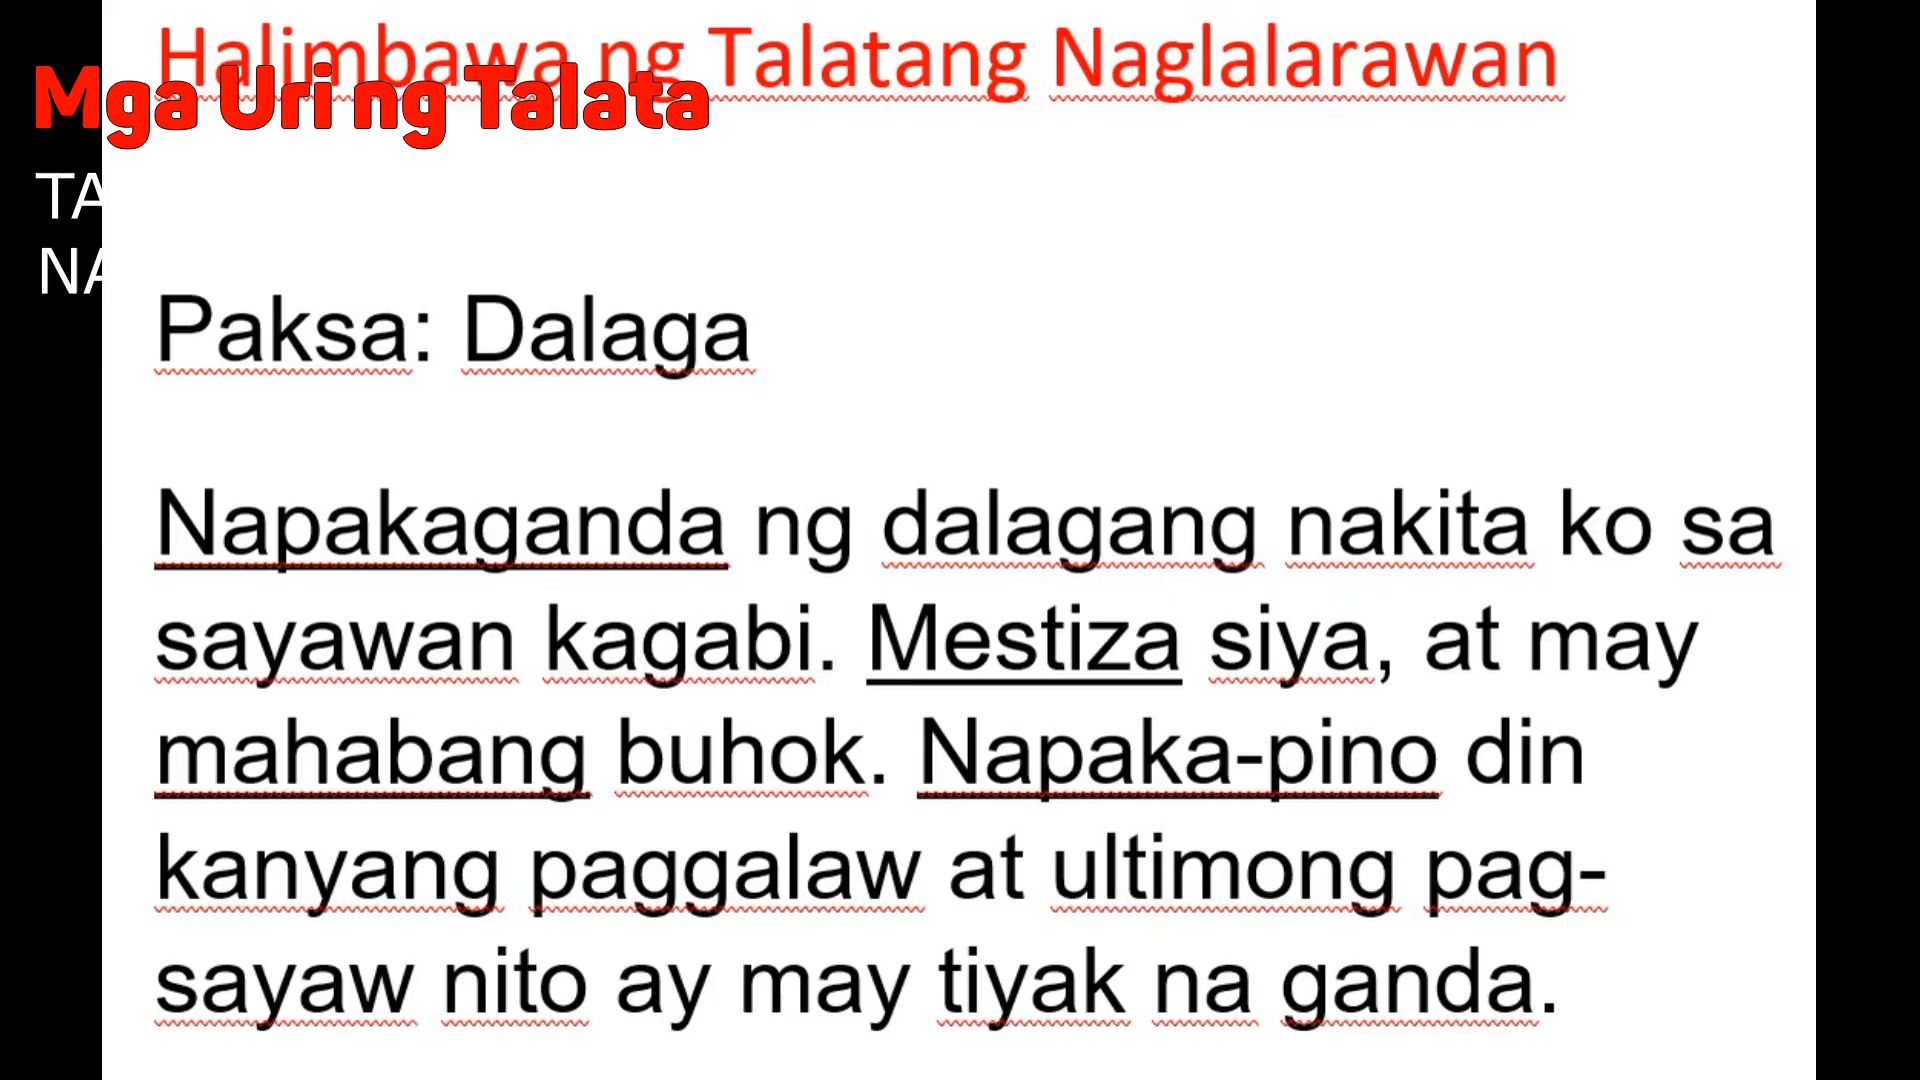 Halimbawa ng Talatang Naglalarawan
Mga Uri ng Talata
TA
NA
Paksa: Dalaga
Napakaganda ng dalagang nakita ko sa
sayawan kagabi. Mestiza siya, at may
mahabang buhok. Napaka-pino din
kanyang paggalaw at ultimong pag-
sayaw nito ay may tiyak na ganda.